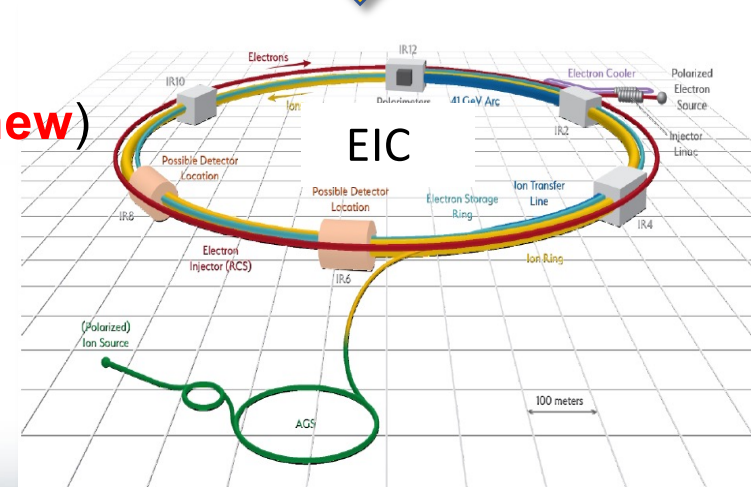 IR12
Electrons
IR10
Electron Cooler
Polarized
Electron
Source
ew)
Ion
Polarimeters
41 GeV Arc
EIC
IR2
Injector
Linac
Possible Detector
Location
Possible Detector
Location
Ion Transfer
Line
Electron Storage
Ring
IR8
IR4
Electron
Injector (RCS)
Ion Ring
IR6
(Polarized)
Ion Source
100 meters
AGS